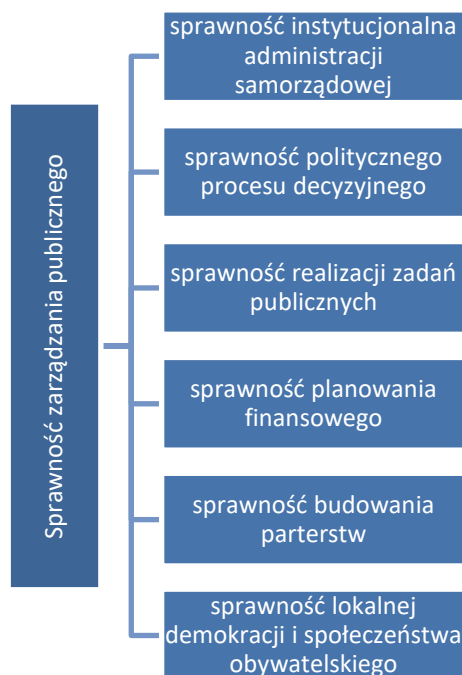 Sprawność zarządzania publicznego
sprawność instytucjonalna
administracji
samorządowej
sprawność politycznego
procesu decyzyjnego
sprawność realizacji zadań
publicznych
sprawność planowania
finansowego
sprawność budowania
parterstw
sprawność lokalnej
demokracji i społeczeństwa
obywatelskiego